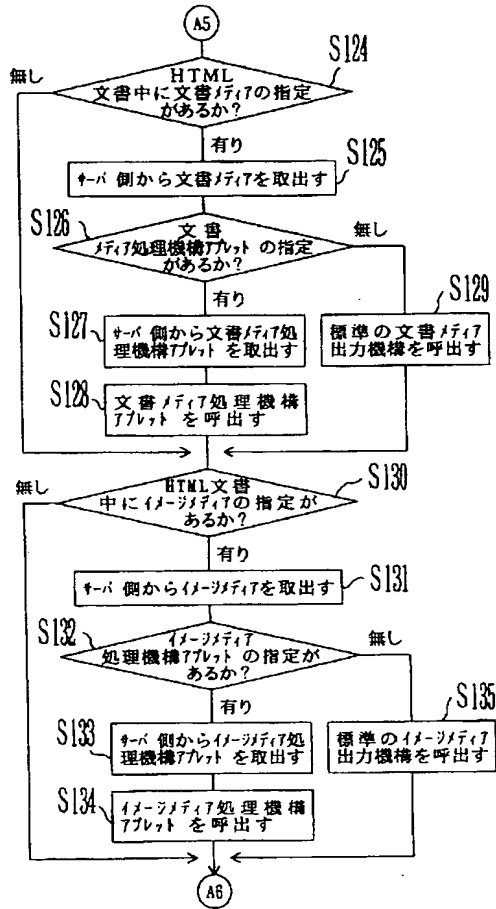 A5
S124
無し
HTML
文書中に文書メディアの指定
があるか?
有り
S125
サーバ 側から文書メディアを取出す
S126
文書
メディア処理機構アプレット の指定
があるか?
無し
有り
S127
サーバ 側から文書メディア処
理機構アプレット を取出す
S129
標準の文書メディア
出力機構を呼出す
S128
文書メディア処理機構
アプレット を呼出す
無し
HTML文書
中にイメージメディアの指定が
あるか?
S130
有り
S131
サーバ 側からイメージメディアを取出す
S132
イメージメディア
処理機構アプレット の指定が
あるか?
無し
有り
S133
サーバ 側からイメージメディア処
理機構アプレット を取出す
S135
標準のイメージメディア
出力機構を呼出す
S134
イメージメディア処理機構
アプレット を呼出す
A6